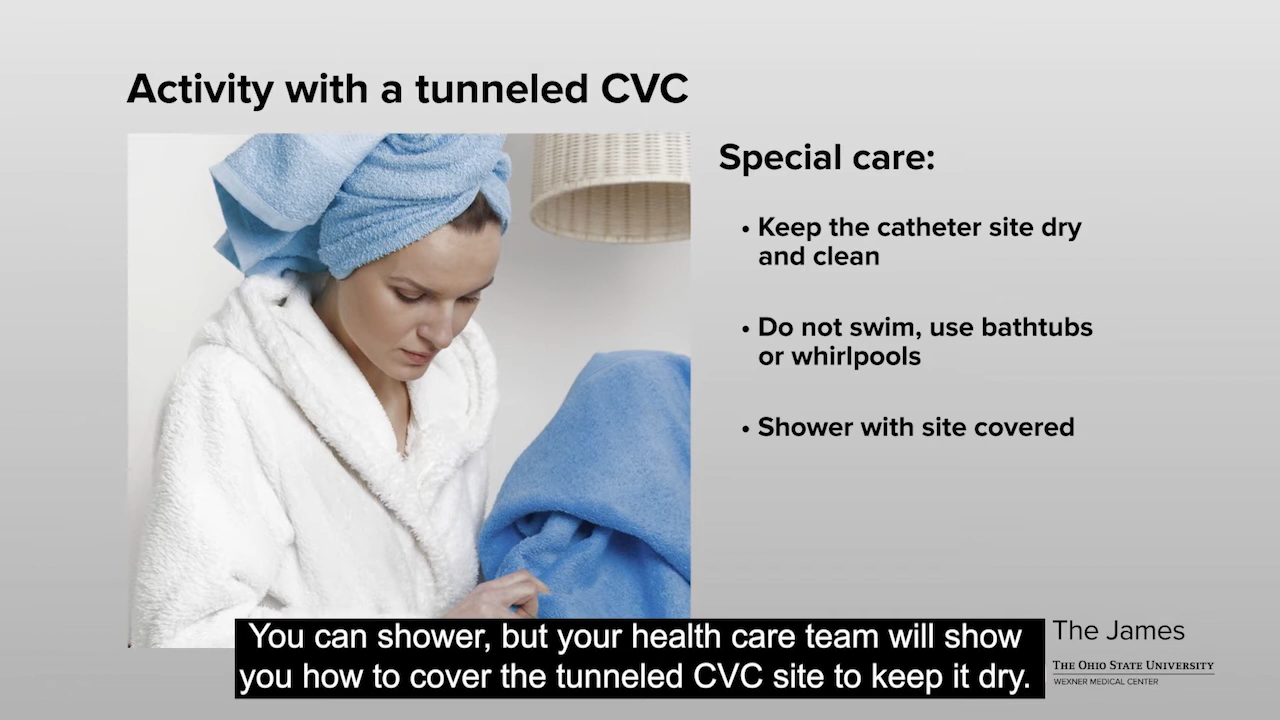 Activity with a tunneled CVC
Special care:
• Keep the catheter site dry
and clean
• Do not swim, use bathtubs
or whirlpools
• Shower with site covered
You can shower, but your health care team will show
you how to cover the tunneled CVC site to keep it dry.
The James
THE OHIO STATE UNIVERSITY
WEXNER MEDICAL CENTER